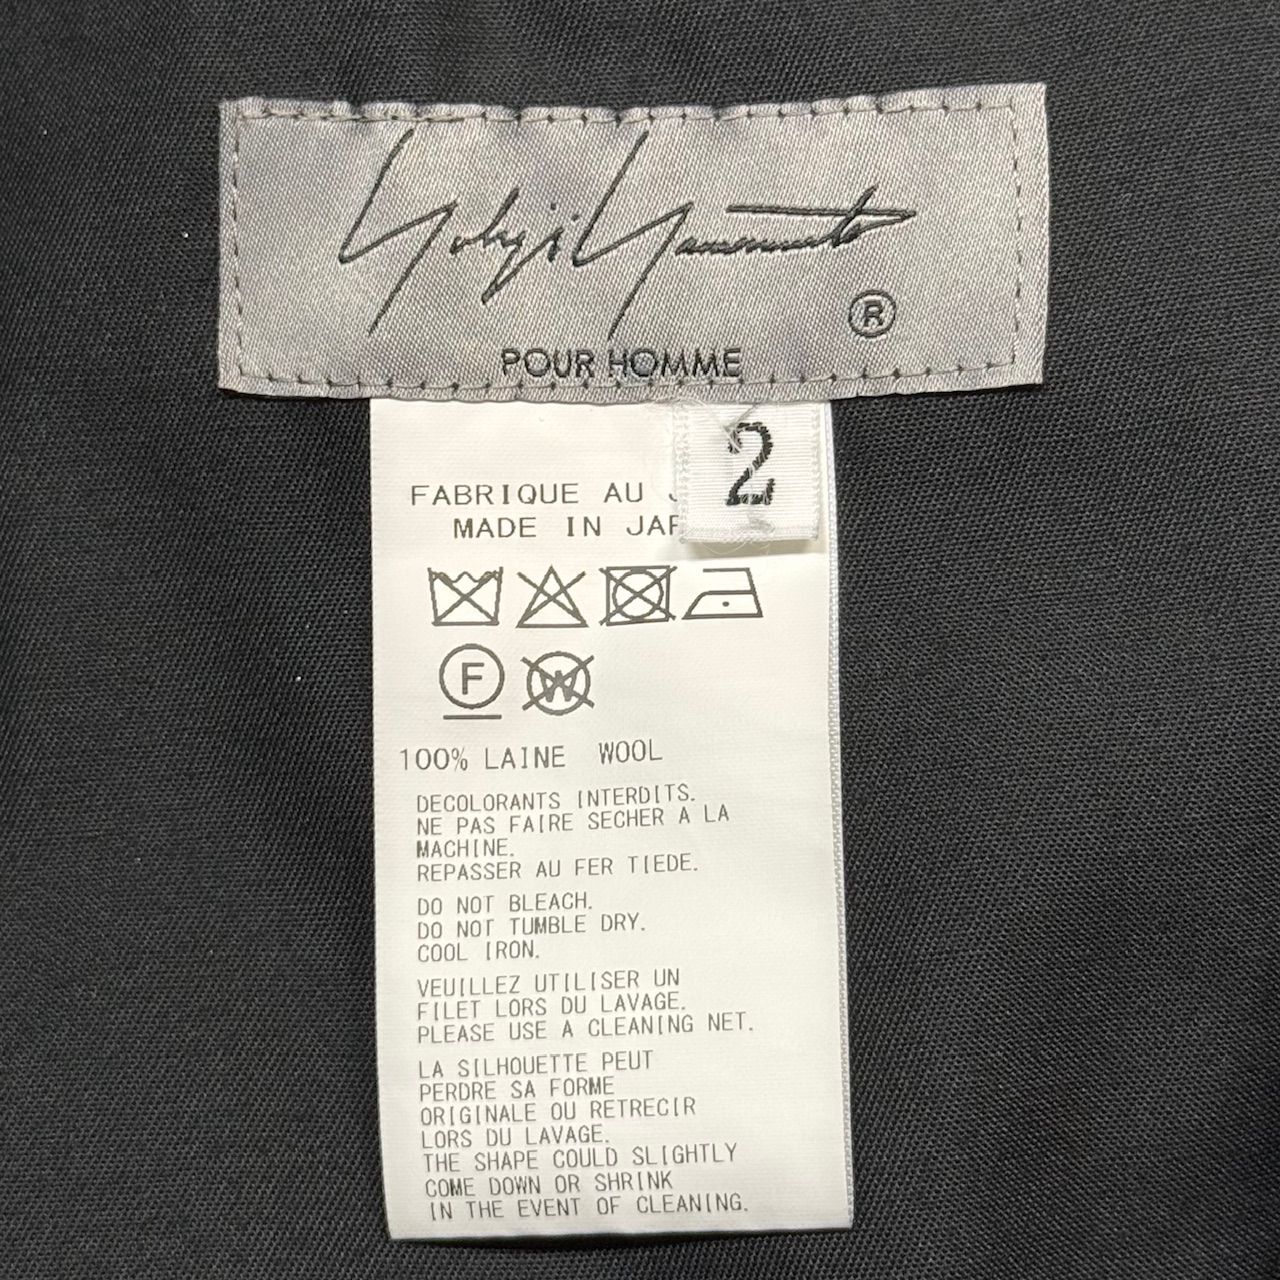 Yohji Yamamoto
®
POUR HOMME
2
FABRIQUE AU
MADE IN JAP
F
W
100% LAINE WOOL
DECOLORANTS INTERDITS.
NE PAS FAIRE SECHER A LA
MACHINE.
REPASSER AU FER TIEDE.
DO NOT BLEACH.
DO NOT TUMBLE DRY.
COOL IRON.
VEUILLEZ UTILISER UN
FILET LORS DU LAVAGE.
PLEASE USE A CLEANING NET.
LA SILHOUETTE PEUT
PERDRE SA FORME
ORIGINALE OU RETRECIR
LORS DU LAVAGE.
THE SHAPE COULD SLIGHTLY
COME DOWN OR SHRINK
IN THE EVENT OF CLEANING.